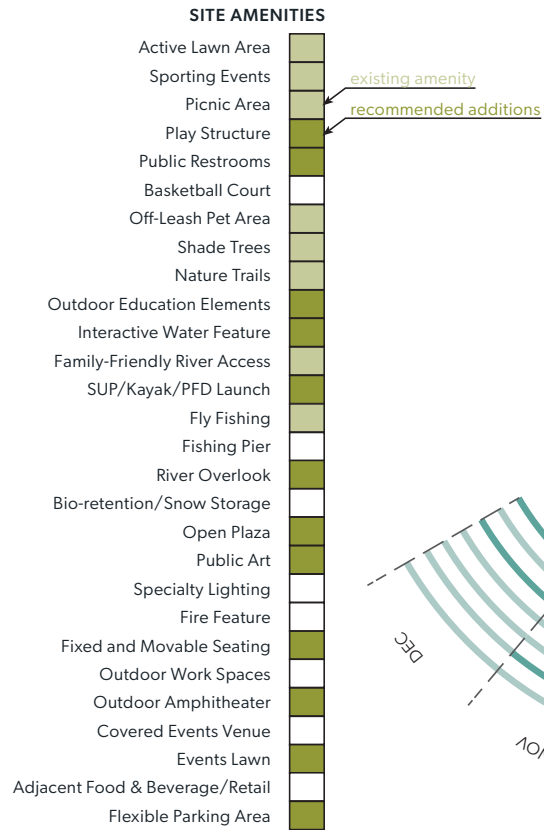 SITE AMENITIES
Active Lawn Area
Sporting Events
existing amenity
Picnic Area
recommended additions
Play Structure
Public Restrooms
Basketball Court
Off-Leash Pet Area
Shade Trees
Nature Trails
Outdoor Education Elements
Interactive Water Feature
Family-Friendly River Access
SUP/Kayak/PFD Launch
Fly Fishing
Fishing Pier
River Overlook
Bio-retention/Snow Storage
Open Plaza
Public Art
Specialty Lighting
Fire Feature
Fixed and Movable Seating
Outdoor Work Spaces
Outdoor Amphitheater
Covered Events Venue
Events Lawn
Adjacent Food & Beverage/Retail
Flexible Parking Area
DEC